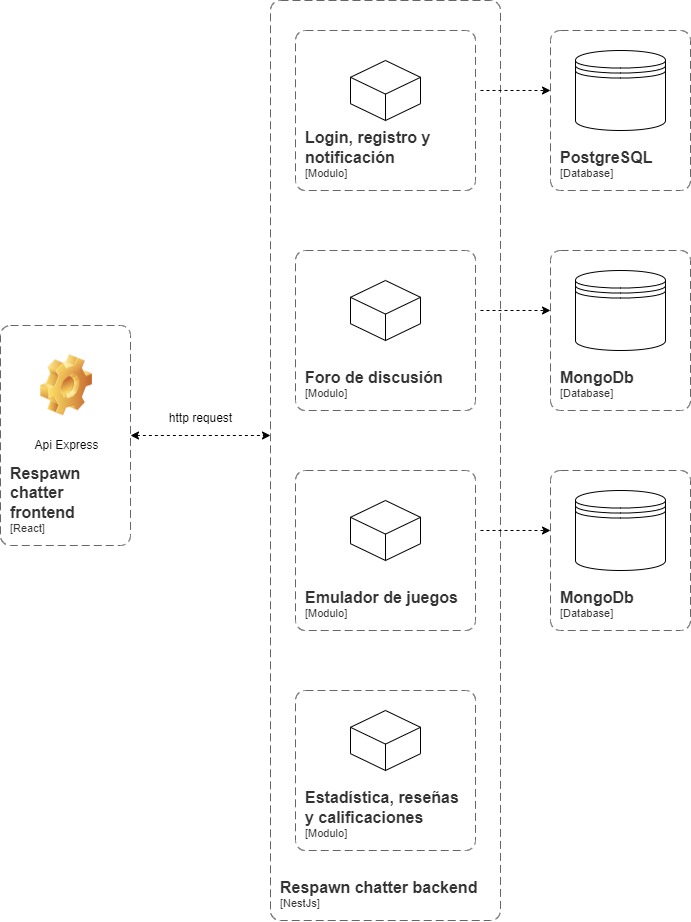 Login, registro y
notificación
[Modulo]
PostgreSQL
[Database]
Foro de discusión
[Modulo]
MongoDb
[Database]
Api Express
Respawn
chatter
frontend
[React]
http request
Emulador de juegos
[Modulo]
MongoDb
[Database]
Estadística, reseñas
y calificaciones
[Modulo]
Respawn chatter backend
[NestJs]